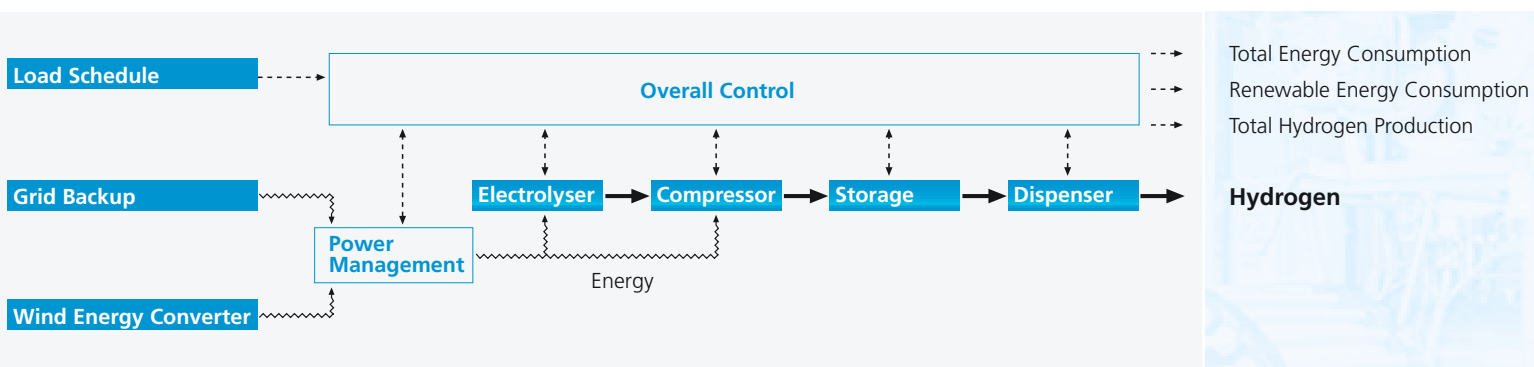 Load Schedule
Overall Control
Total Energy Consumption
Renewable Energy Consumption
Total Hydrogen Production
Grid Backup
Electrolyser
Compressor
Storage
Dispenser
Hydrogen
Power
Management
Energy
Wind Energy Converter